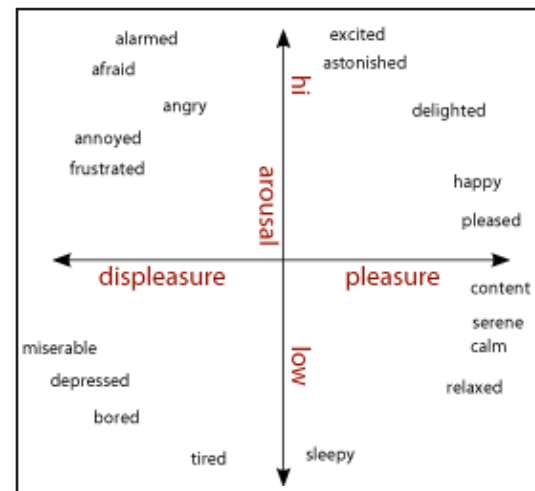 alarmed
excited
afraid
astonished
hi
angry
delighted
annoyed
frustrated
arousal
happy
pleased
displeasure
pleasure
content
serene
miserable
calm
low
depressed
relaxed
bored
tired
sleepy